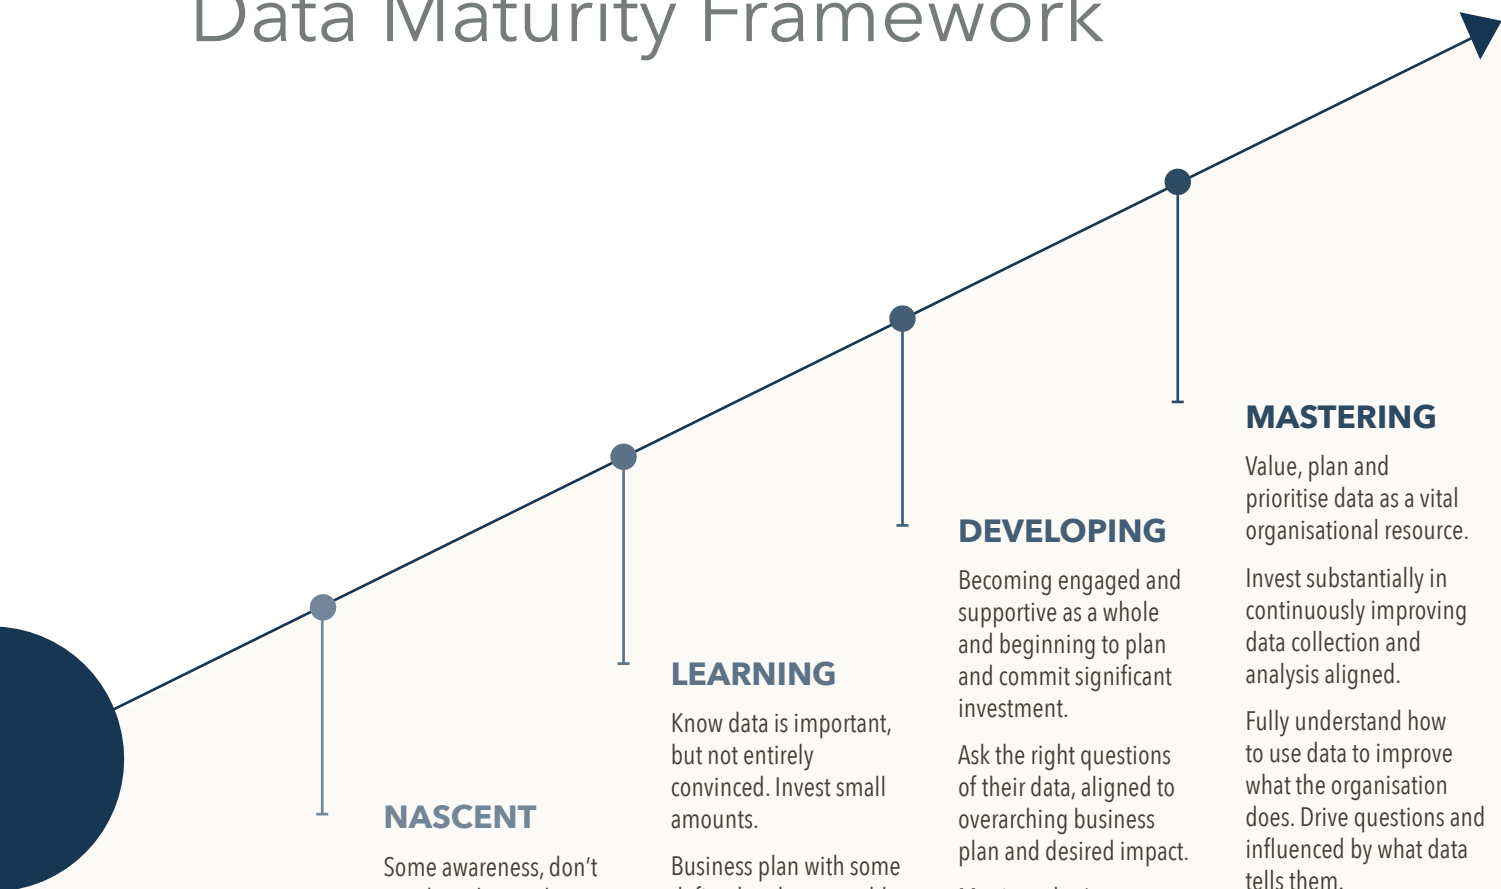 Data Maturity Framework
NASCENT
Some awareness, don't
LEARNING
Know data is important,
but not entirely
convinced. Invest small
amounts.
Business plan with some
DEVELOPING
Becoming engaged and
supportive as a whole
and beginning to plan
and commit significant
investment.
Ask the right questions
of their data, aligned to
overarching business
plan and desired impact.
MASTERING
Value, plan and
prioritise data as a vital
organisational resource.
Invest substantially in
continuously improving
data collection and
analysis aligned.
Fully understand how
to use data to improve
what the organisation
does. Drive questions and
influenced by what data
tells them.